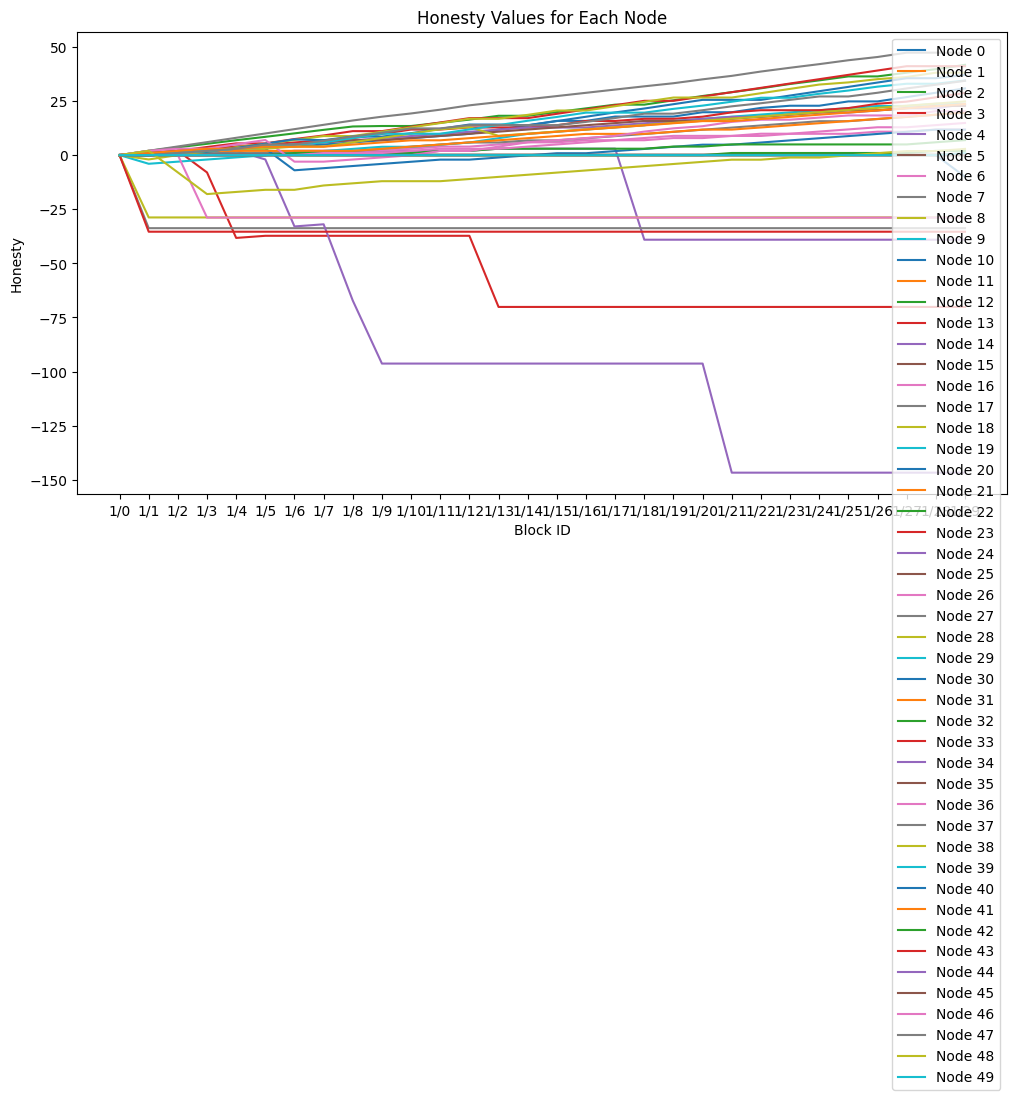 Honesty Values for Each Node
Honesty
50
25
0
−25
−50
−75
−100
−125
−150
1/0 1/1 1/2 1/3 1/4 1/5 1/6 1/7 1/8 1/9 1/10 1/11 1/12 1/13 1/14 1/15 1/16 1/17 1/18 1/19 1/20 1/21 1/22 1/23 1/24 1/25 1/26 1/27
Block ID
Node 0
Node 1
Node 2
Node 3
Node 4
Node 5
Node 6
Node 7
Node 8
Node 9
Node 10
Node 11
Node 12
Node 13
Node 14
Node 15
Node 16
Node 17
Node 18
Node 19
Node 20
Node 21
Node 22
Node 23
Node 24
Node 25
Node 26
Node 27
Node 28
Node 29
Node 30
Node 31
Node 32
Node 33
Node 34
Node 35
Node 36
Node 37
Node 38
Node 39
Node 40
Node 41
Node 42
Node 43
Node 44
Node 45
Node 46
Node 47
Node 48
Node 49